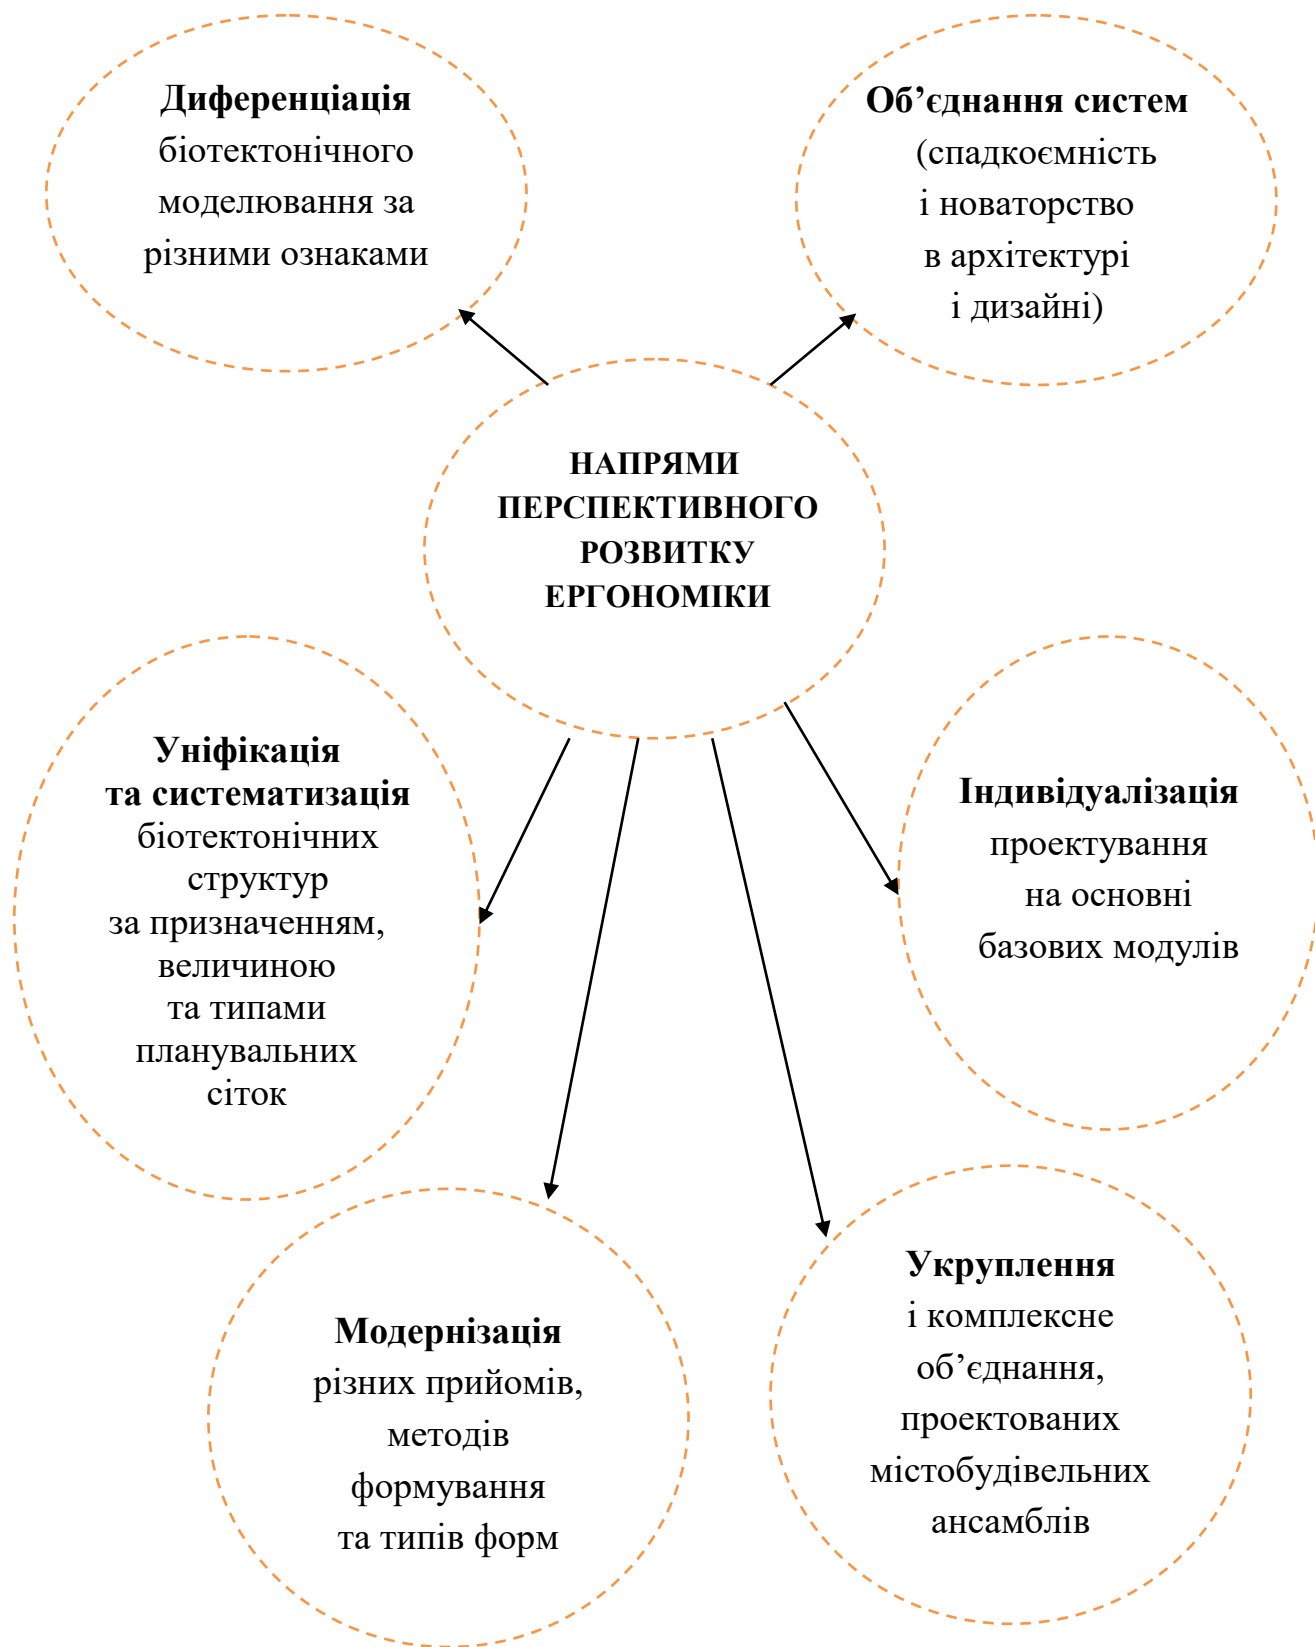 Диференціація
біотектонічного
моделювання за
різними ознаками
Об’єднання систем
(спадкоємність
і новаторство
в архітектурі
і дизайні)
НАПРЯМИ
ПЕРСПЕКТИВНОГО
РОЗВИТКУ
ЕРГОНОМІКИ
Уніфікація
та систематизація
біотектонічних
структур
за призначенням,
величиною
та типами
планувальних
сіток
Індивідуалізація
проектування
на основні
базових модулів
Модернізація
різних прийомів,
методів
формування
та типів форм
Укруплення
і комплексне
об’єднання,
проектованих
містобудівельних
ансамблів